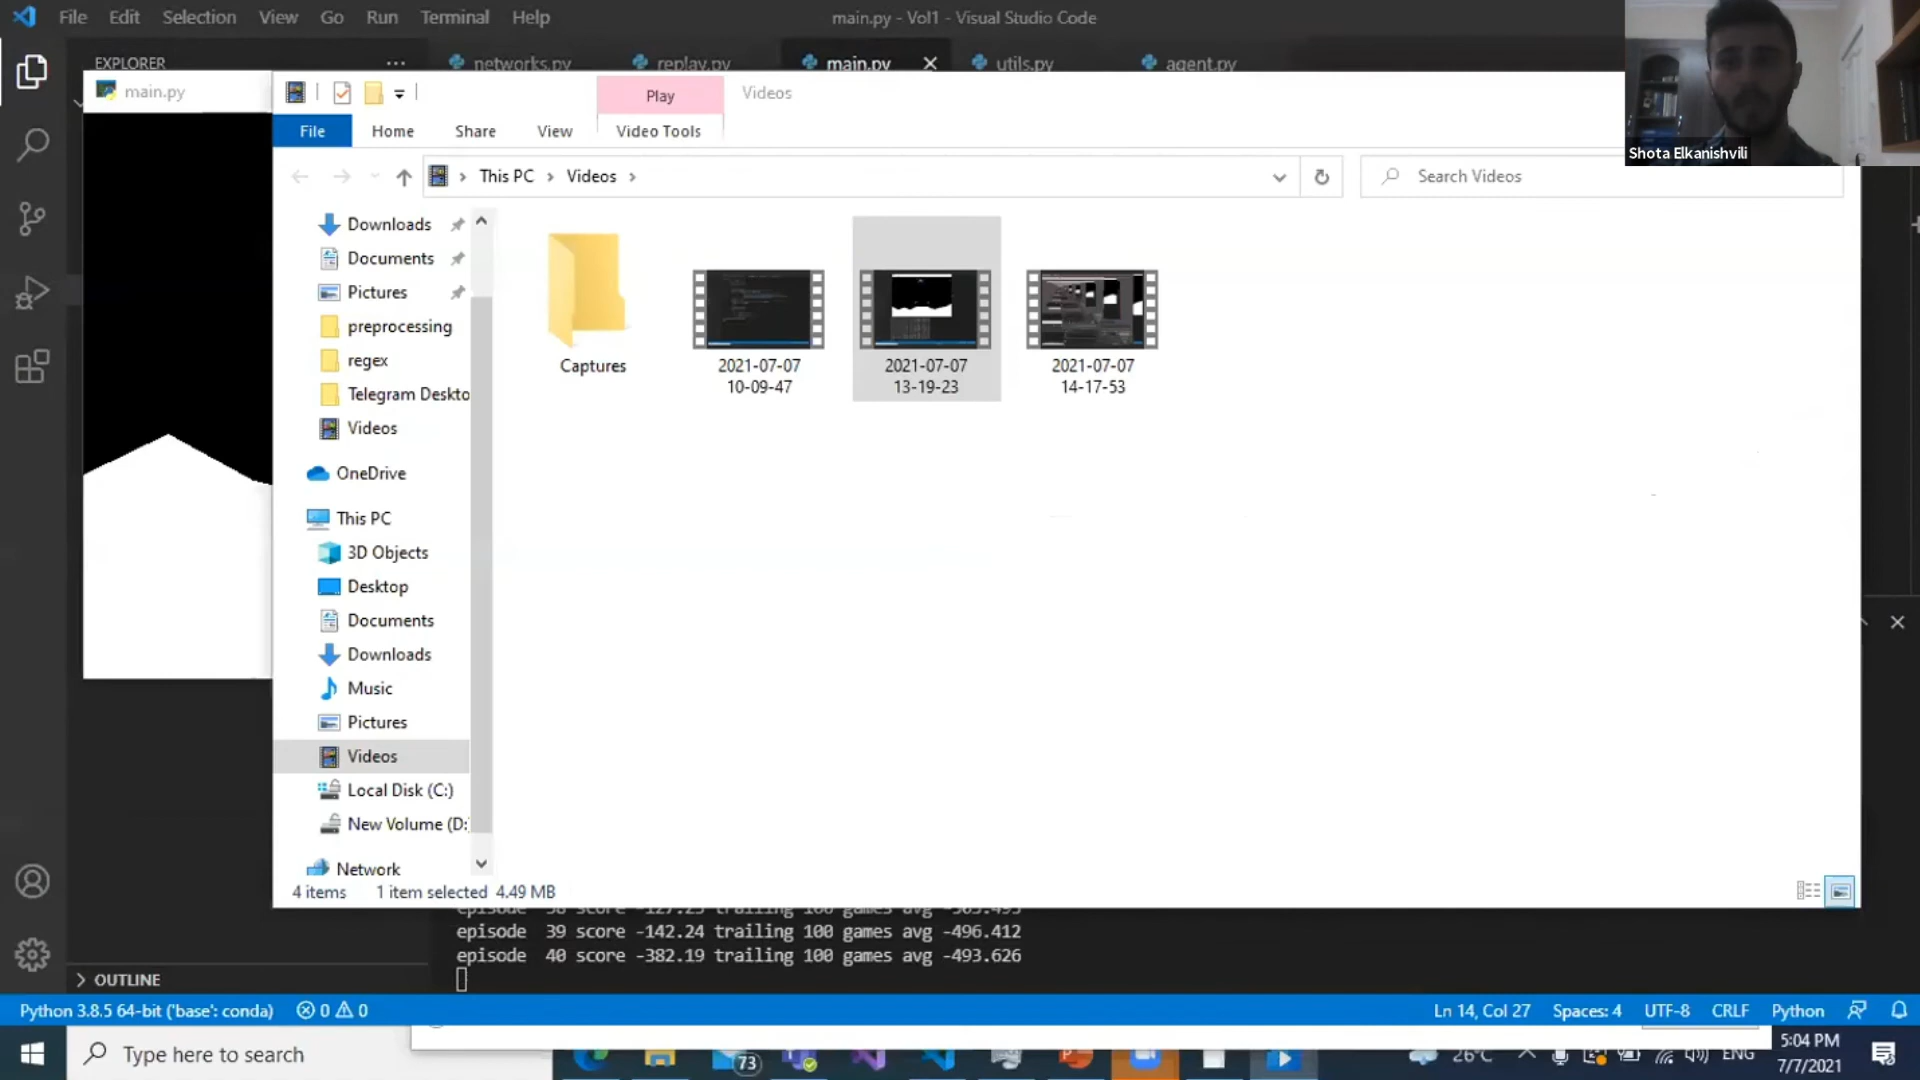 File Edit Selection View Go Run Terminal Help
main.py - Vol1 - Visual Studio Code
EXPLORER
networks.py replay.py main.py utils.py agent.py
main.py
Play Videos
File Home Share View Video Tools
Shota Elkanishvili
This PC Videos
Search Videos
Downloads
Documents
Pictures
preprocessing
regex
Telegram Deskto
Videos
OneDrive
This PC
3D Objects
Desktop
Documents
Downloads
Music
Pictures
Videos
Local Disk (C:)
New Volume (D:
Network
Captures
2021-07-07
10-09-47
2021-07-07
13-19-23
2021-07-07
14-17-53
4 items 1 item selected 4.49 MB
episode 39 score -142.24 trailing 100 games avg -496.412
episode 40 score -382.19 trailing 100 games avg -493.626
OUTLINE
Python 3.8.5 64-bit ('base': conda) 0 0
Ln 14, Col 27 Spaces: 4 UTF-8 CRLF Python
Type here to search
73
26°C
ENG
5:04 PM
7/7/2021